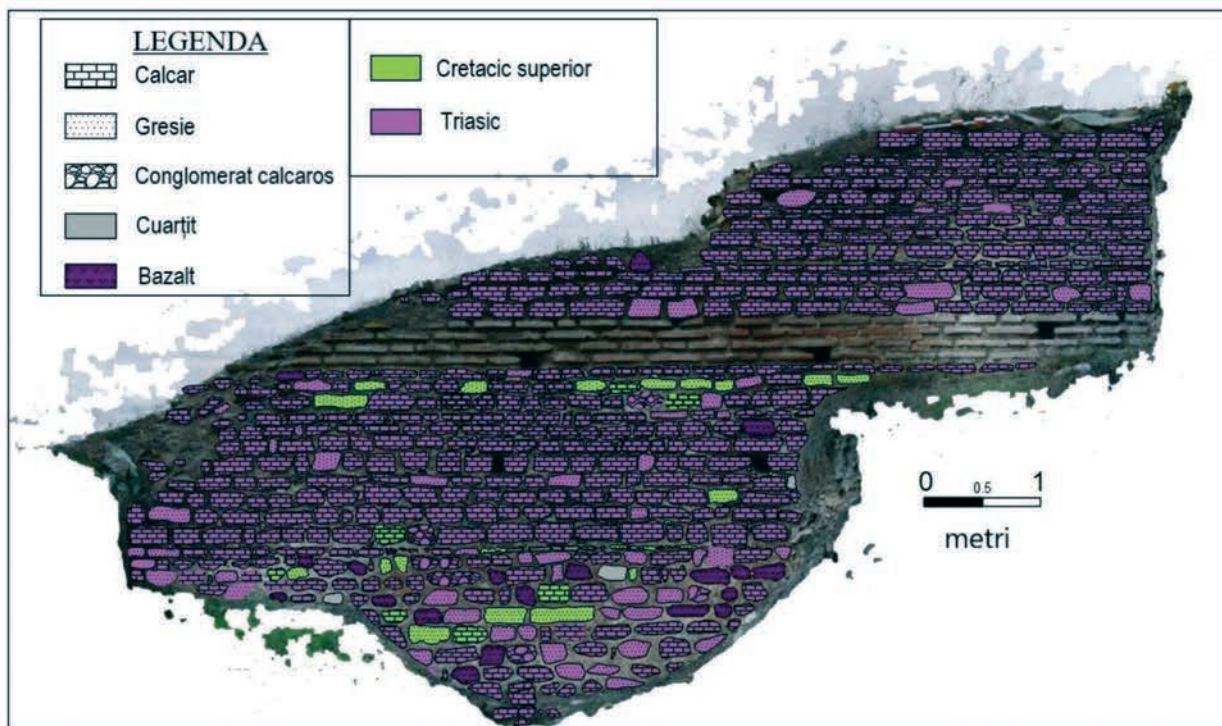 LEGENDA
Calcar
Gresie
Conglomerat calcaros
Cuarțit
Bazalt
Cretacic superior
Triasic
0 0.5 1
metri